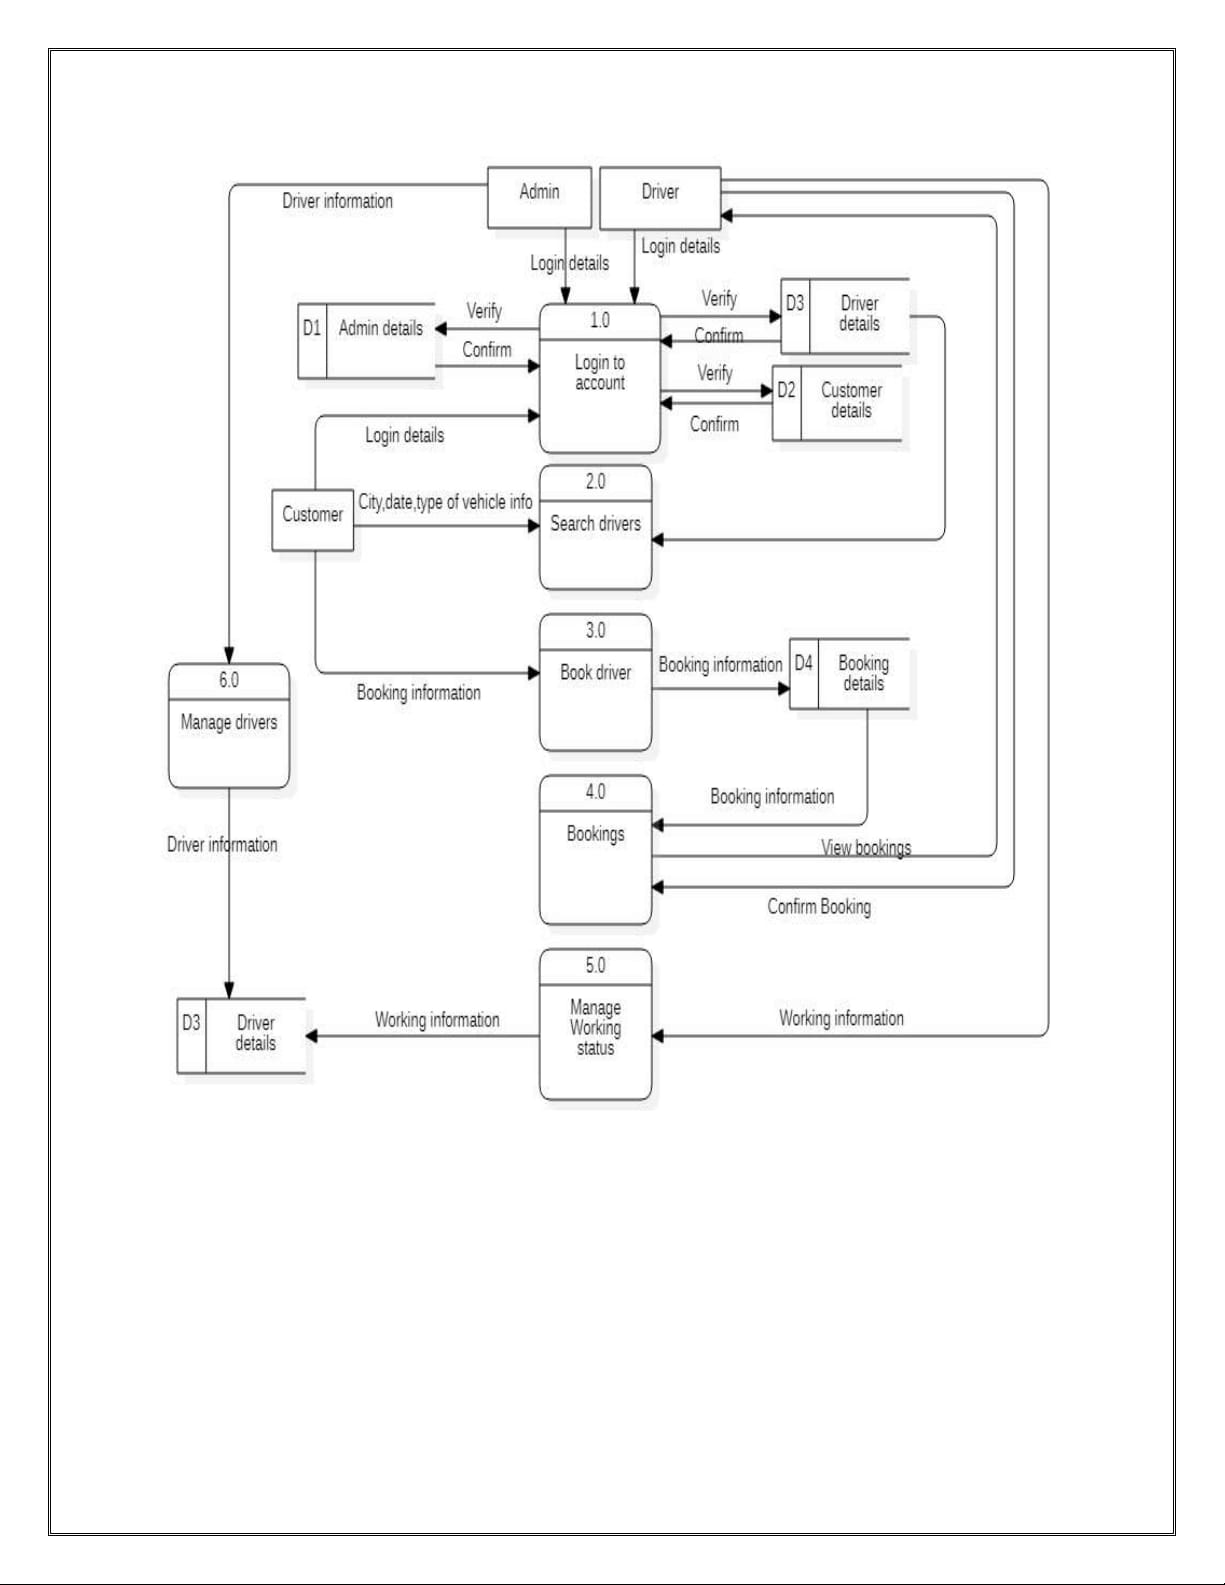 Admin
Driver
Driver information
Login details
Login details
D1
Admin details
Verify
Confirm
1.0
Login to
account
Verify
Confirm
D3
Driver
details
Verify
Confirm
D2
Customer
details
Login details
Customer
City,date,type of vehicle info
2.0
Search drivers
3.0
Book driver
Booking information
D4
Booking
details
Booking information
6.0
Manage drivers
4.0
Bookings
Booking information
View bookings
Confirm Booking
Driver information
5.0
Manage
Working
status
Working information
Working information
D3
Driver
details